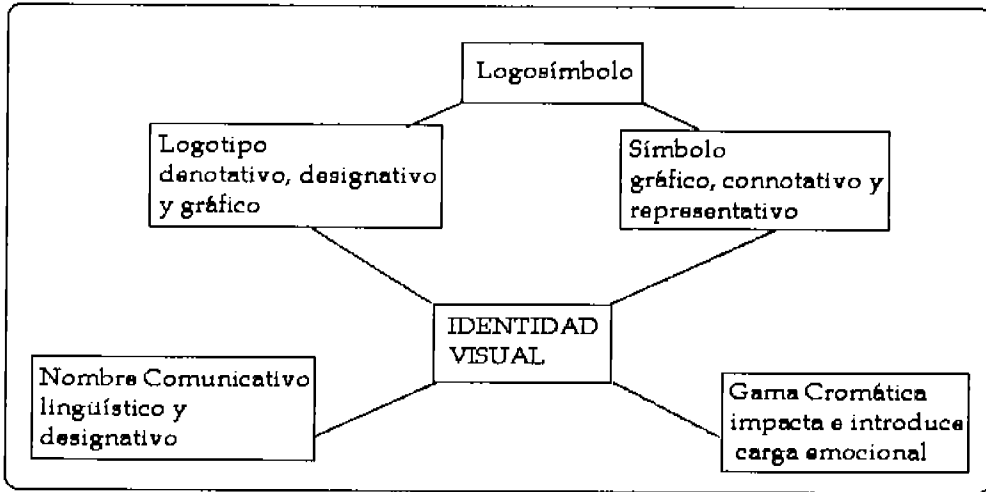 Logosímbolo
Logotipo
denotativo, designativo
y gráfico
Símbolo
gráfico, connotativo y
representativo
IDENTIDAD
VISUAL
Nombre Comunicativo
lingüístico y
designativo
Gama Cromática
impacta e introduce
carga emocional